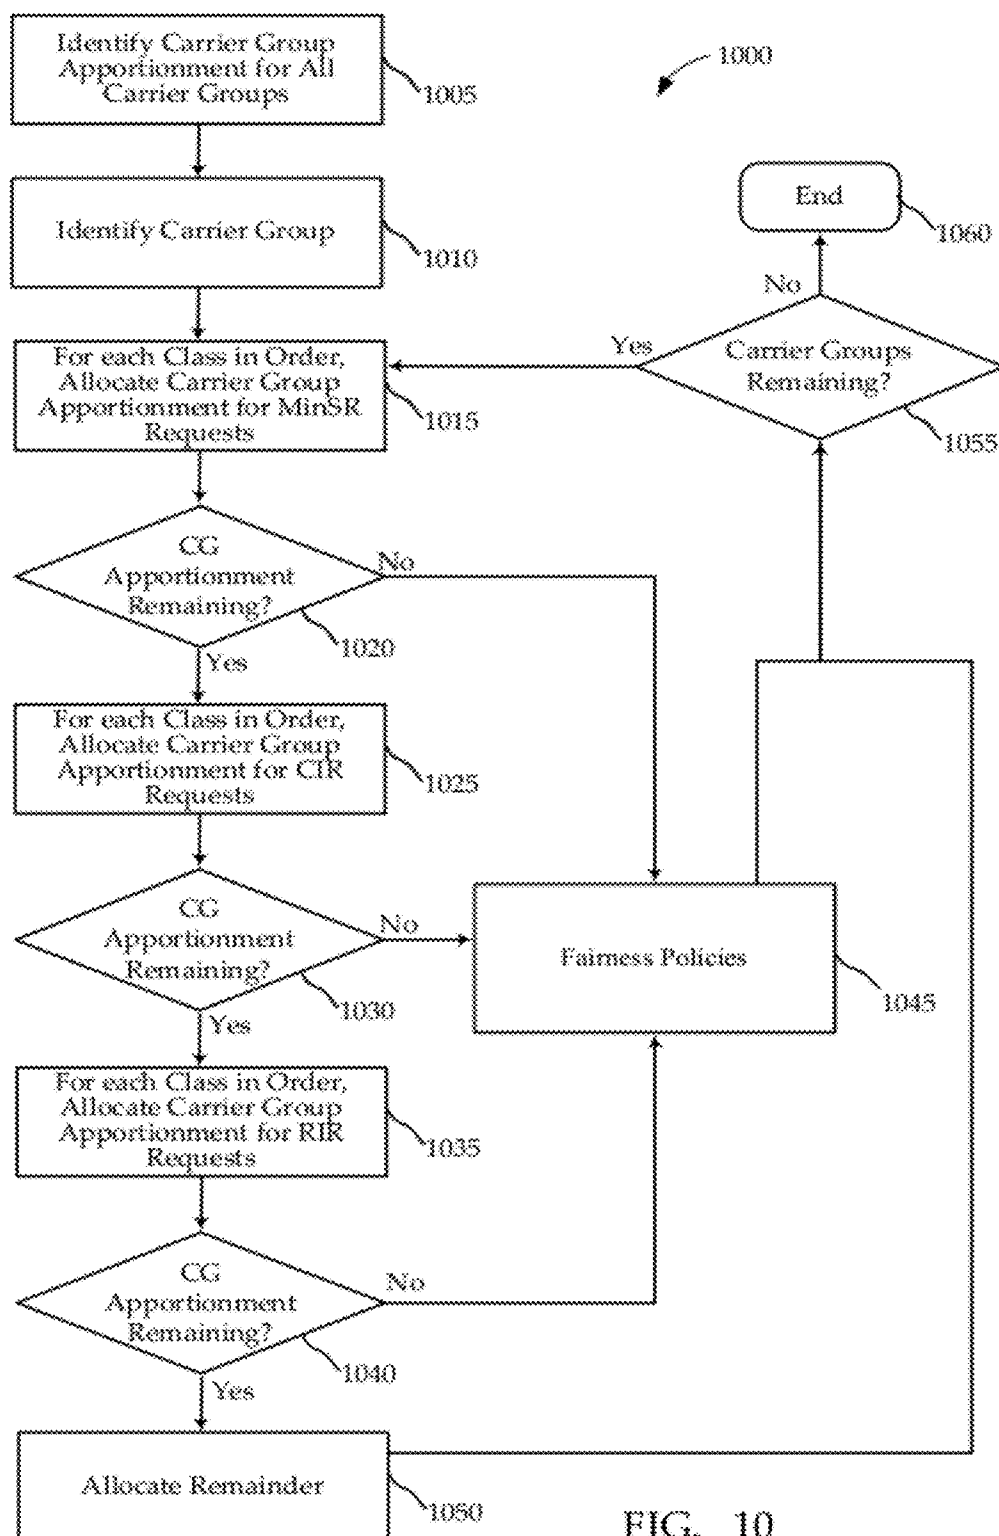 Identify Carrier Group
Apportionment for All
Carrier Groups
1005
1000
Identify Carrier Group
1010
End
1060
No
Carrier Groups
Remaining?
Yes
1055
For each Class in Order,
Allocate Carrier Group
Apportionment for MinSR
Requests
1015
CG
Apportionment
Remaining?
No
1020
Yes
For each Class in Order,
Allocate Carrier Group
Apportionment for CIR
Requests
1025
CG
Apportionment
Remaining?
No
1030
Yes
Fairness Policies
1045
For each Class in Order,
Allocate Carrier Group
Apportionment for RIR
Requests
1035
CG
Apportionment
Remaining?
No
1040
Yes
Allocate Remainder
1050
FIG. 10